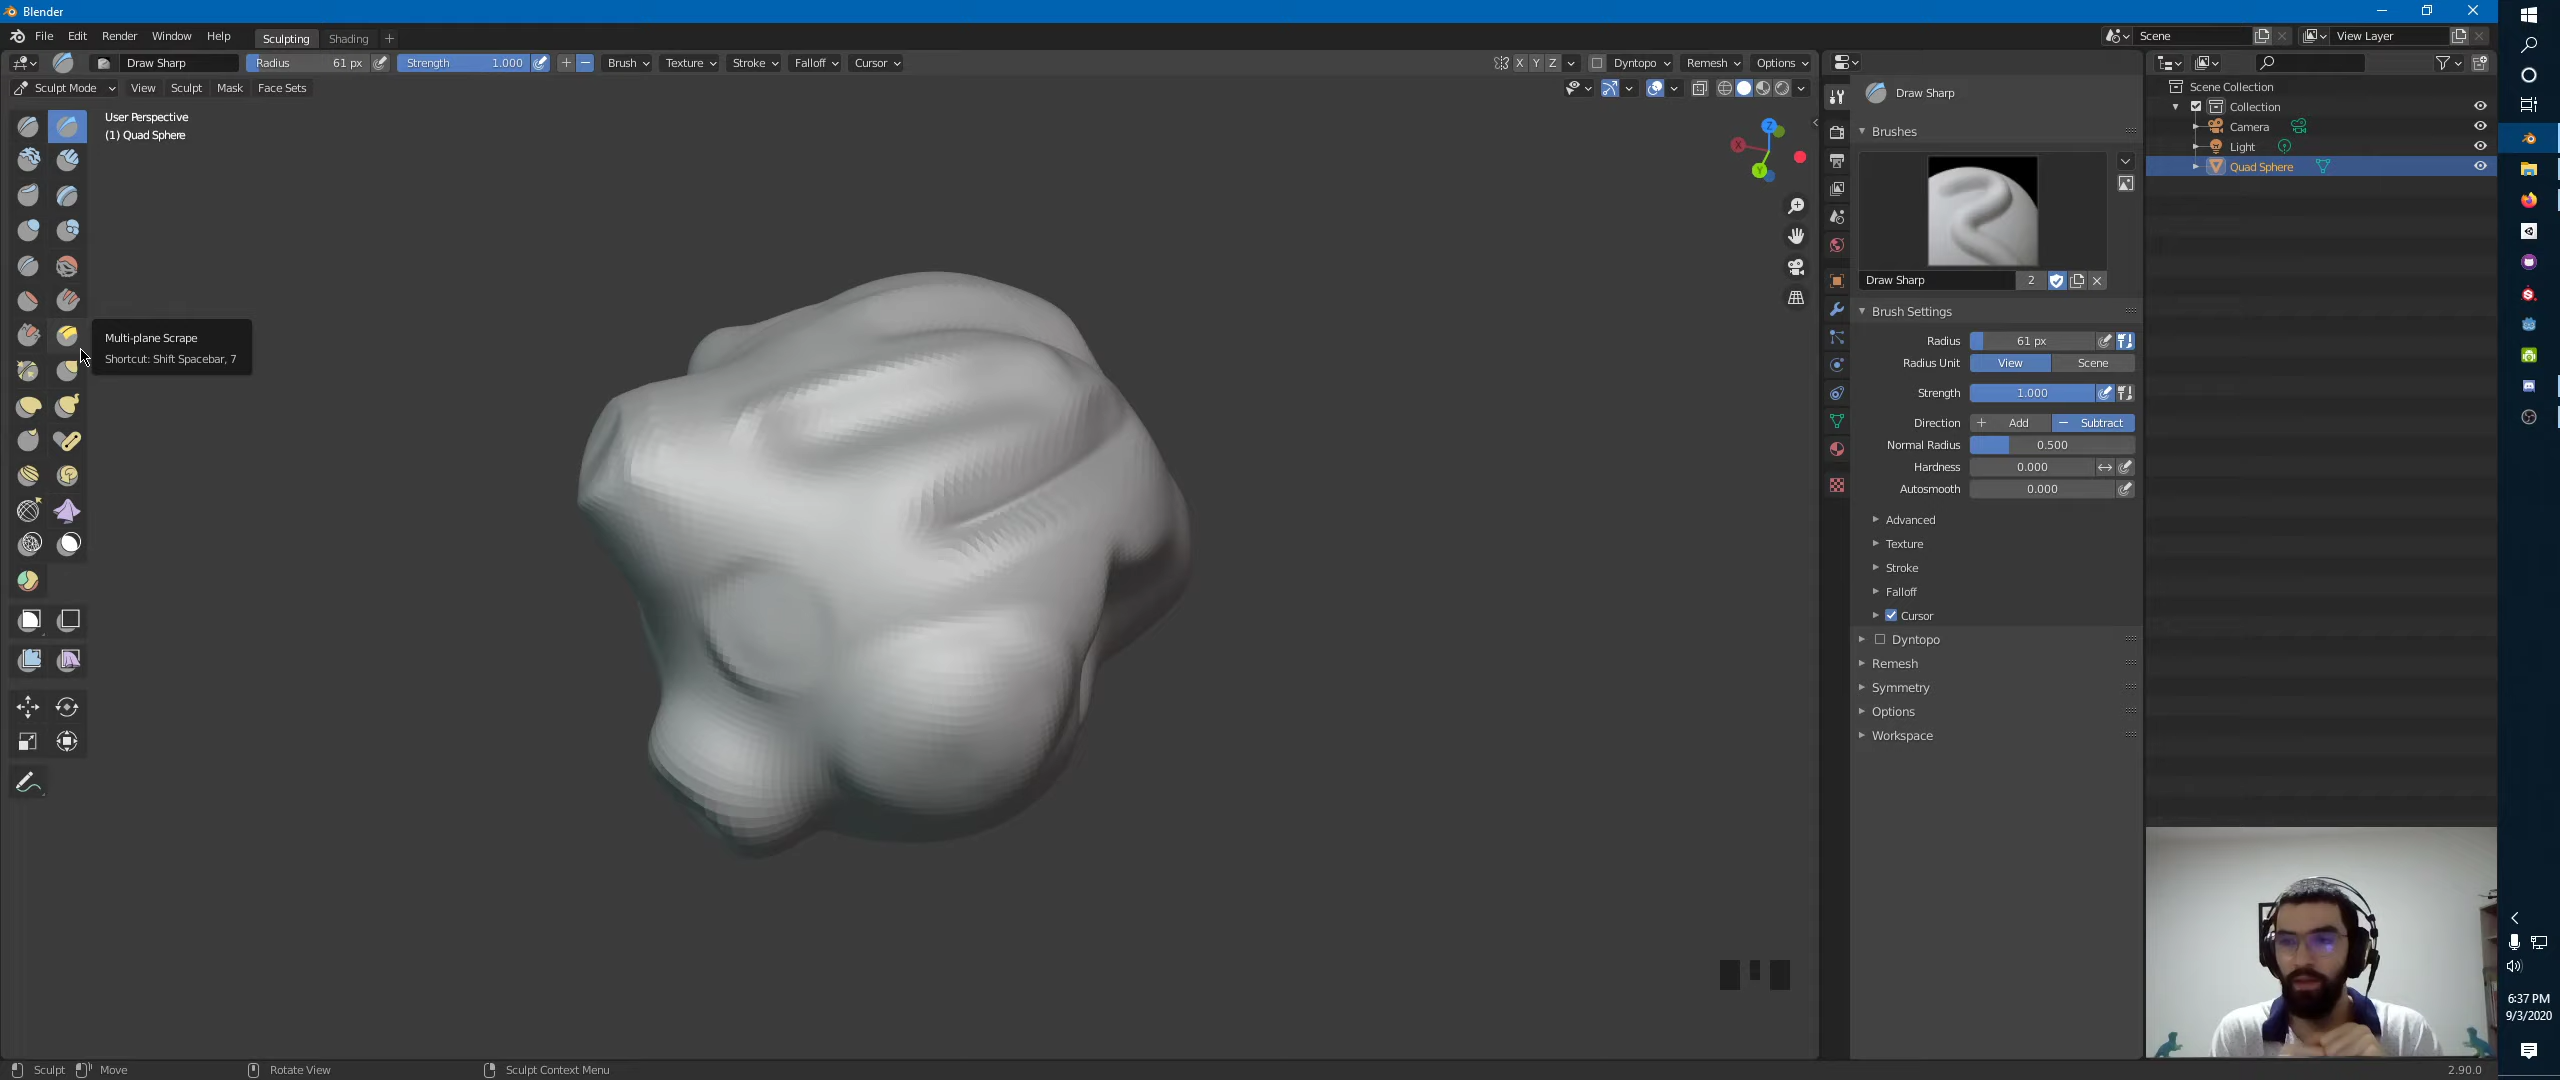 Blender
File Edit Render Window Help Sculpting Shading + Scene View Layer
Draw Sharp Radius 61 px Strength 1.000 Brush Texture Stroke Falloff Cursor X Y Z Dyntopo Remesh Options
Sculpt Mode View Sculpt Mask Face Sets
User Perspective
(1) Quad Sphere
Z
X
Y
Multi-plane Scrape
Shortcut: Shift Spacebar, 7
Draw Sharp
Brushes
Draw Sharp 2
Brush Settings
Radius 61 px
Radius Unit View Scene
Strength 1.000
Direction + Add − Subtract
Normal Radius 0.500
Hardness 0.000
Autosmooth 0.000
Advanced
Texture
Stroke
Falloff
Cursor
Dyntopo
Remesh
Symmetry
Options
Workspace
Scene Collection
Collection
Camera
Light
Quad Sphere
6:37 PM
9/3/2020
Sculpt Move Rotate View Sculpt Context Menu 2.90.0